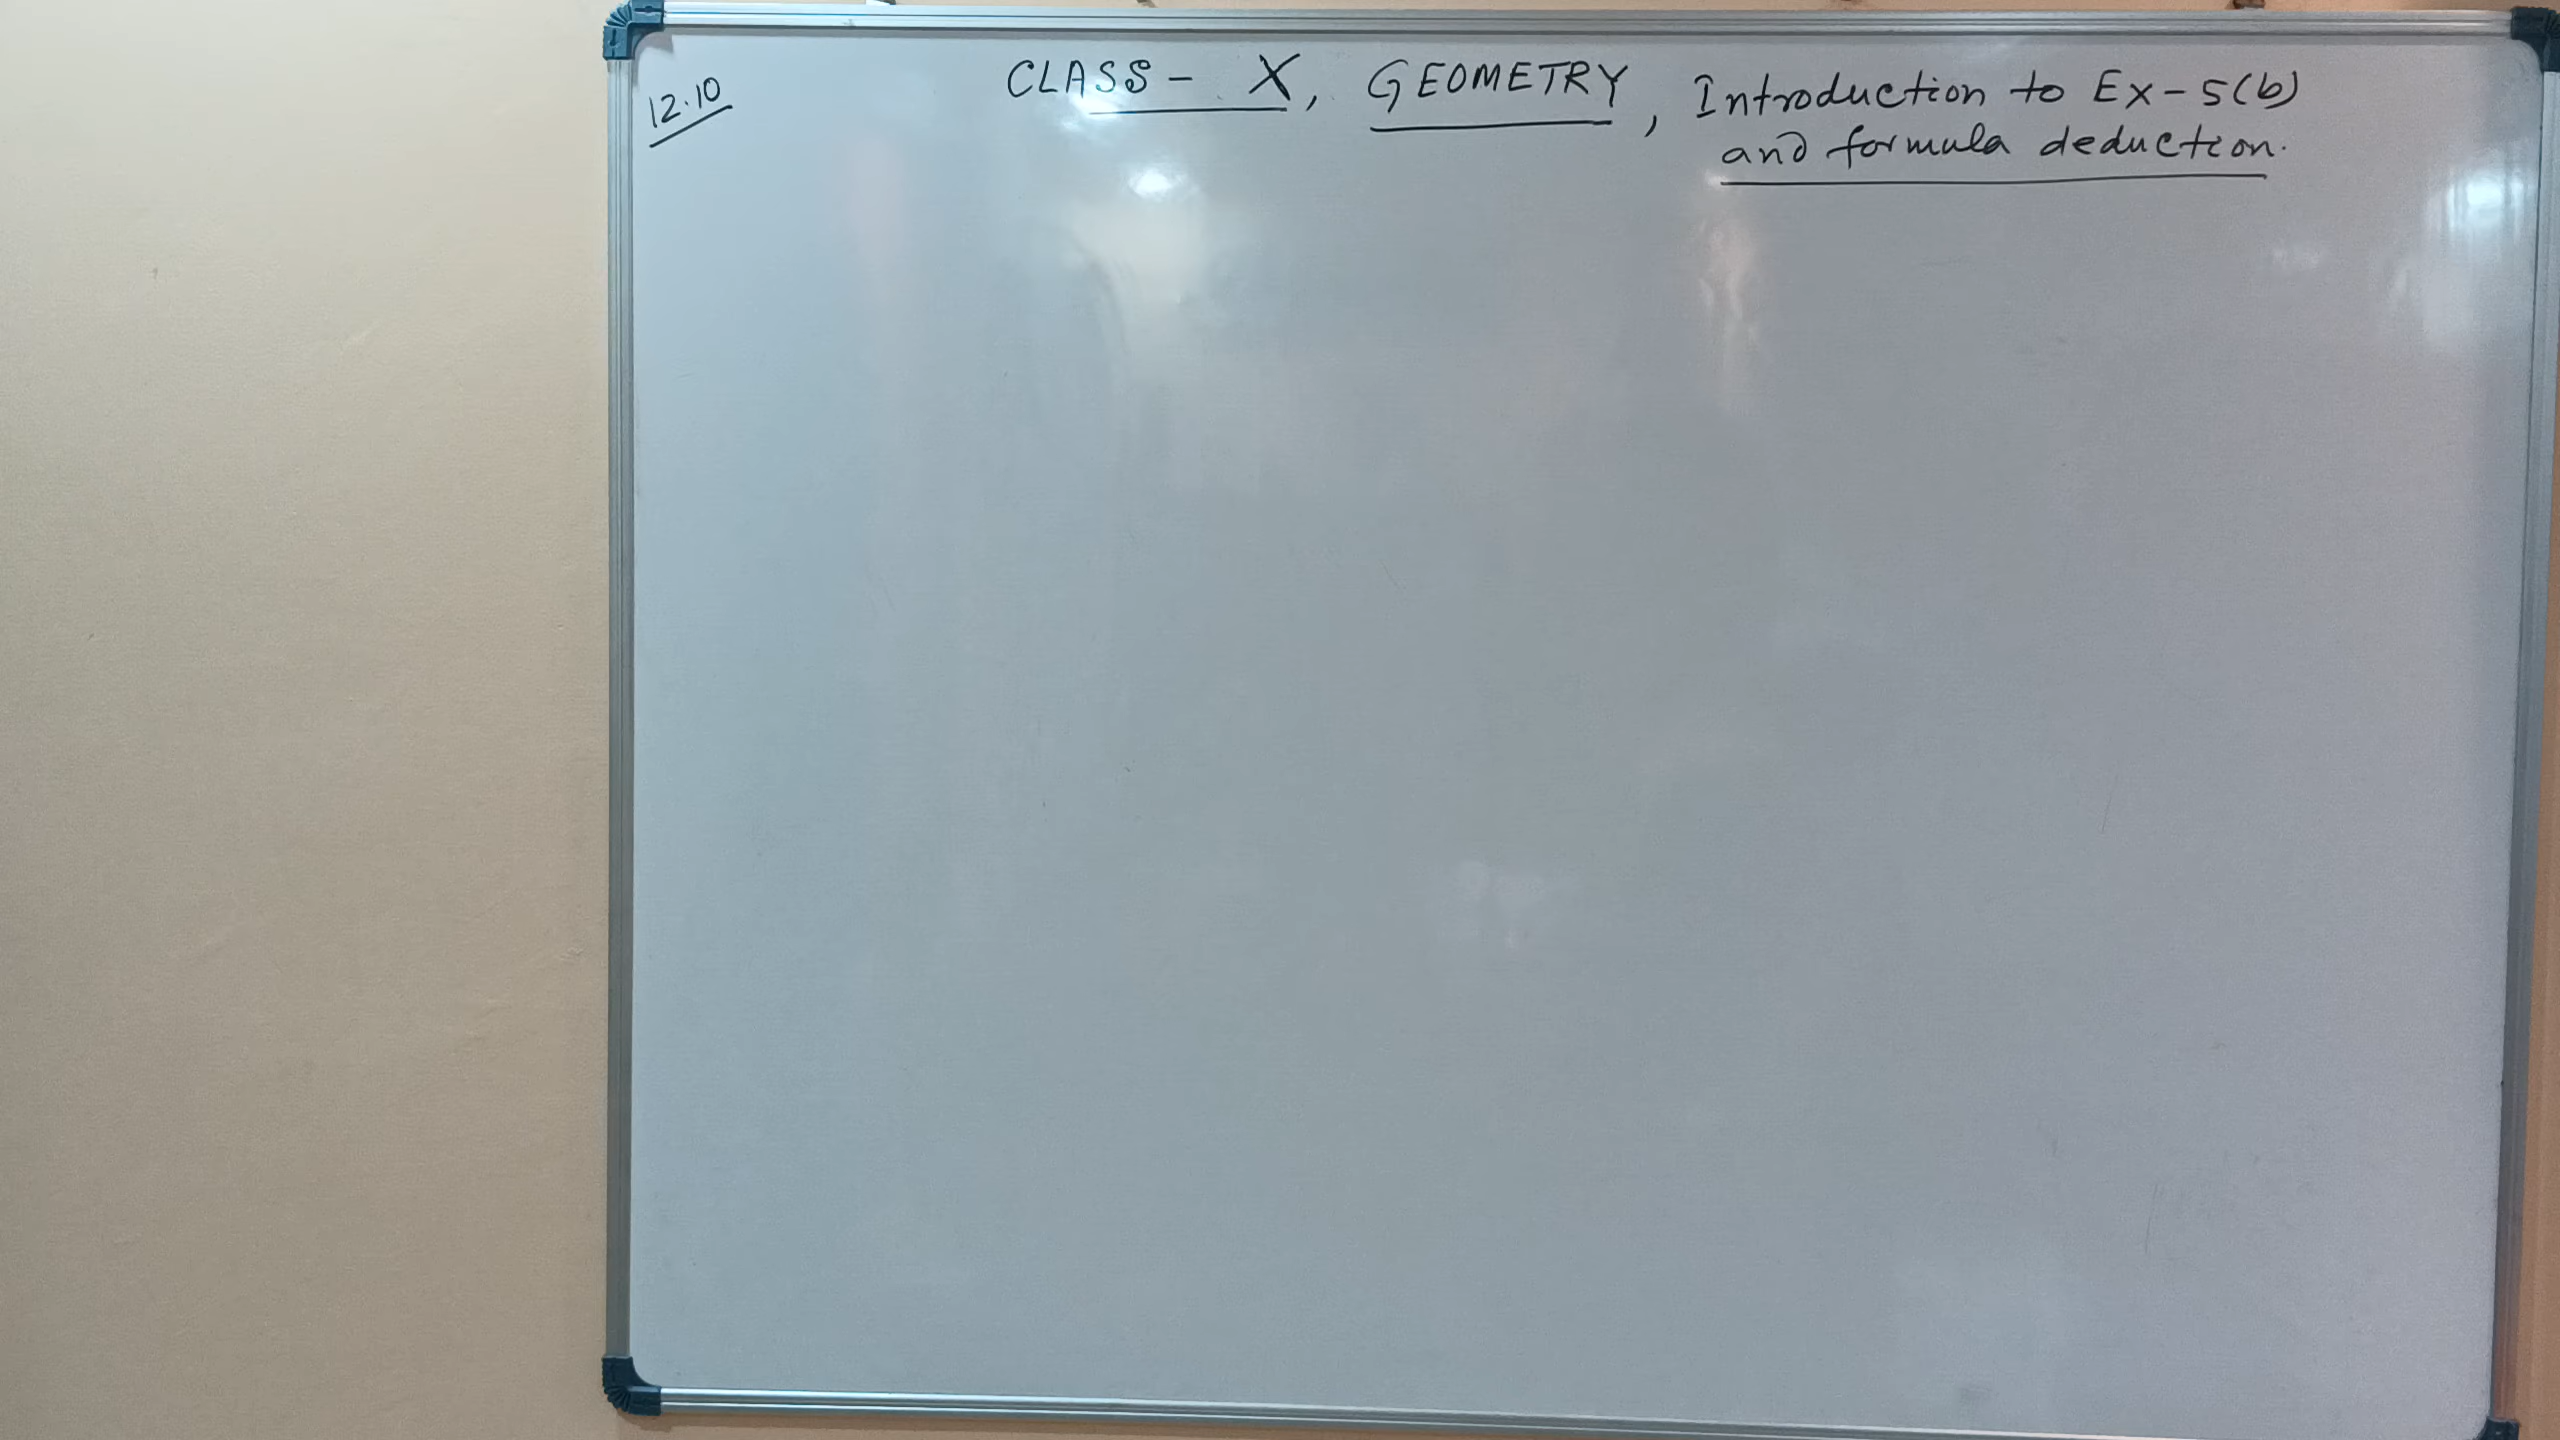 12.10
CLASS - X, GEOMETRY, Introduction to Ex-5(b)
and formula deduction.